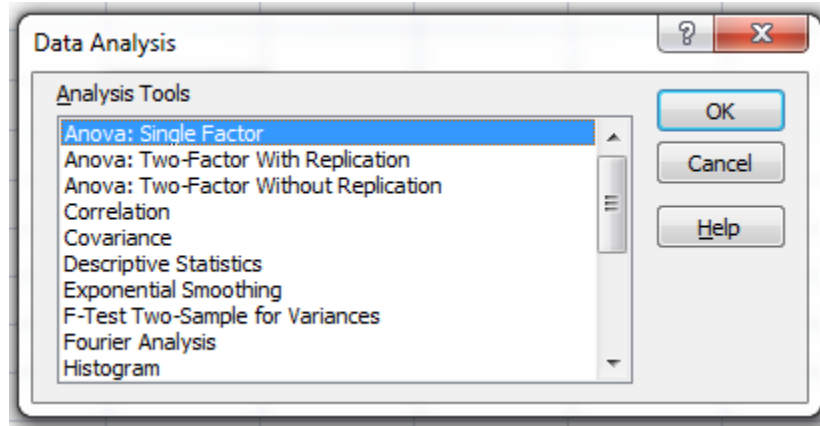 Data Analysis
Analysis Tools
Anova: Single Factor
Anova: Two-Factor With Replication
Anova: Two-Factor Without Replication
Correlation
Covariance
Descriptive Statistics
Exponential Smoothing
F-Test Two-Sample for Variances
Fourier Analysis
Histogram
OK
Cancel
Help